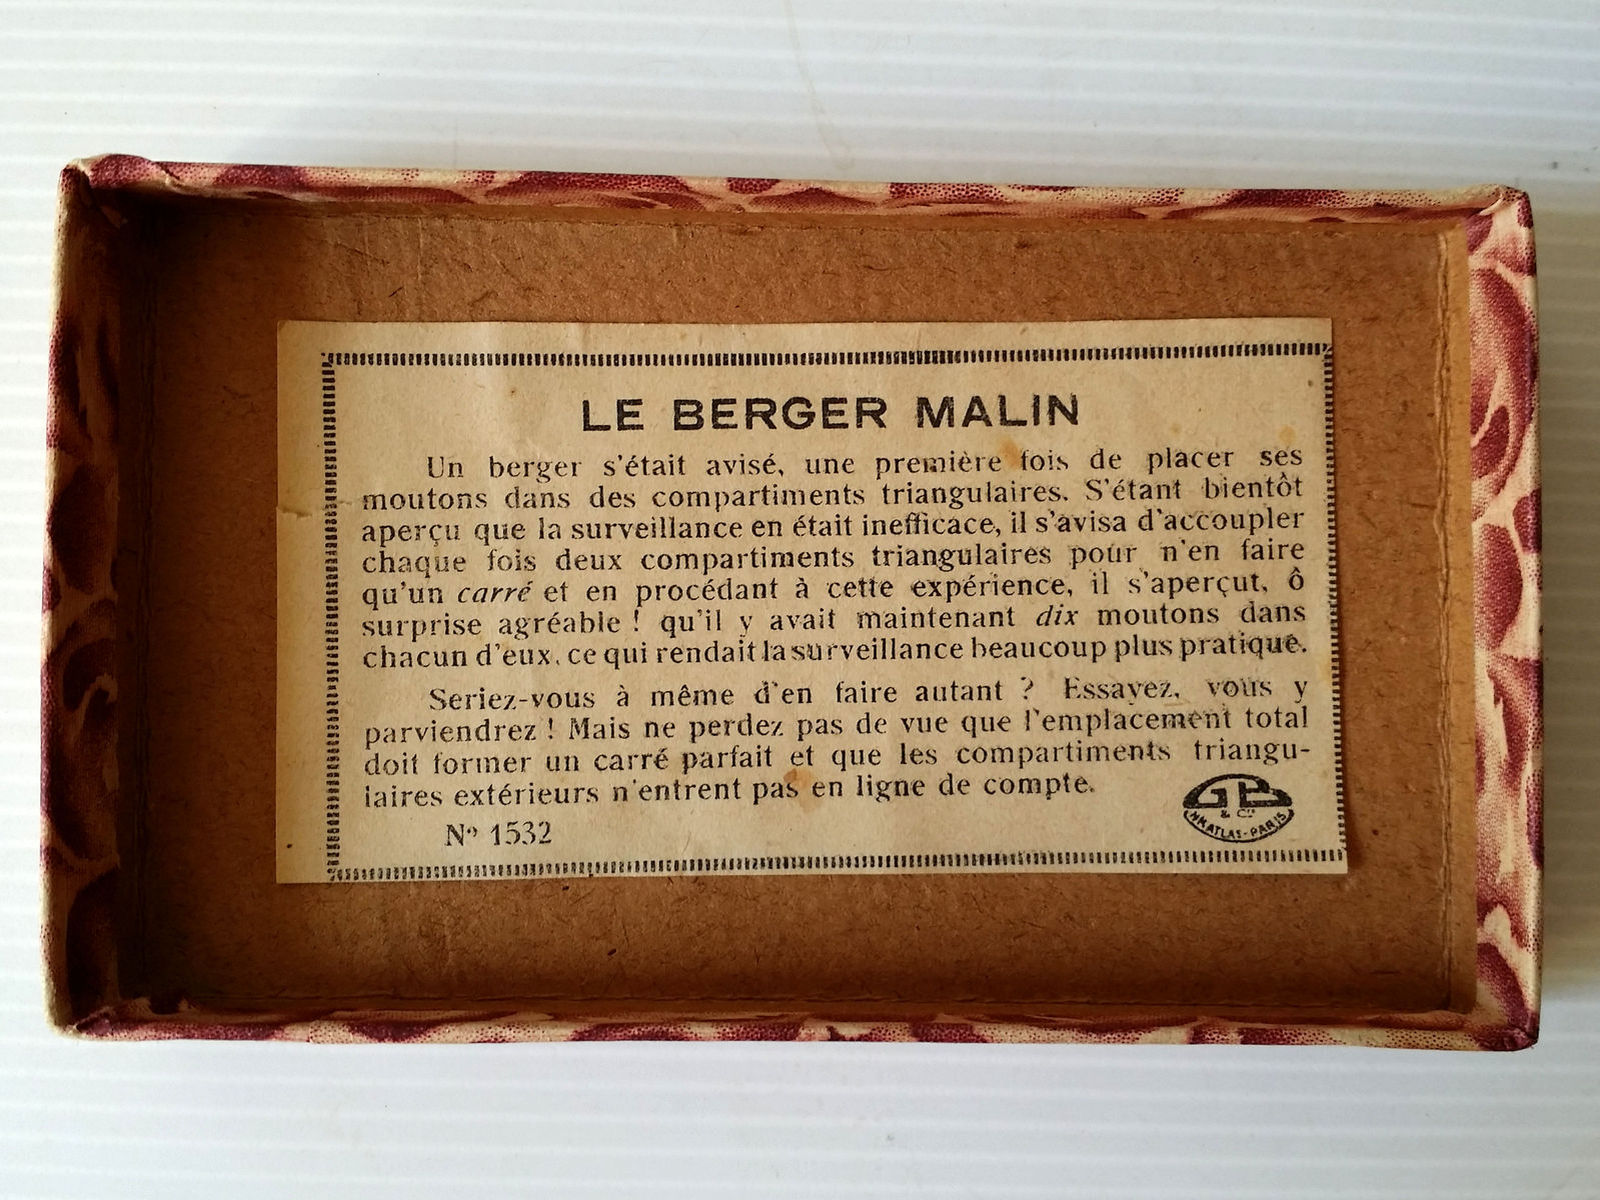 LE BERGER MALIN
Un berger s'était avisé, une première fois de placer ses
moutons dans des compartiments triangulaires. S'étant bientôt
aperçu que la surveillance en était inefficace, il s'avisa d'accoupler
chaque fois deux compartiments triangulaires pour n'en faire
qu'un carré et en procédant à cette expérience, il s'aperçut, ô
surprise agréable ! qu'il y avait maintenant dix moutons dans
chacun d'eux, ce qui rendait la surveillance beaucoup plus pratique.
Seriez-vous à même d'en faire autant ? Essayez, vous y
parviendrez ! Mais ne perdez pas de vue que l'emplacement total
doit former un carré parfait et que les compartiments triangu-
laires extérieurs n'entrent pas en ligne de compte.
No 1532
& Cie
MKATLAS-PARIS